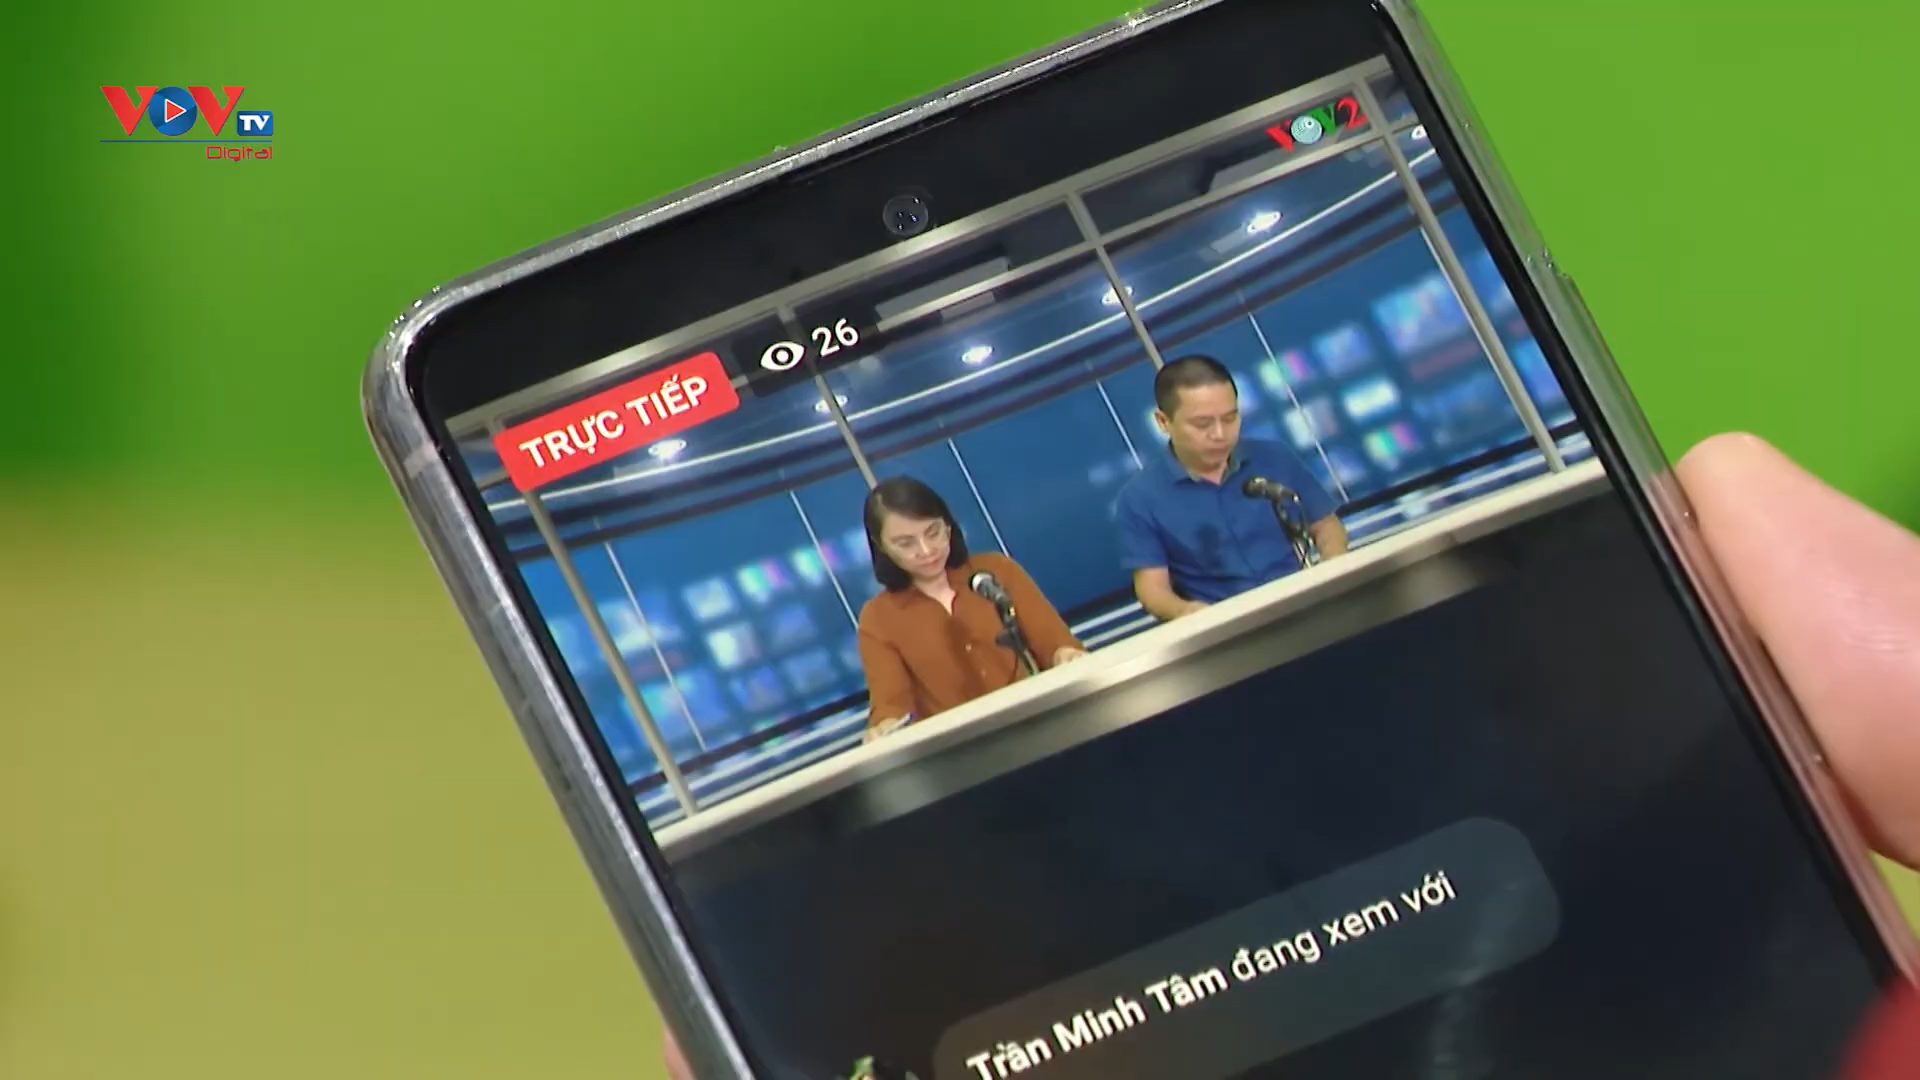 VOV TV
Digital
VOV2
26
TRỰC TIẾP
Trần Minh Tâm đang xem với